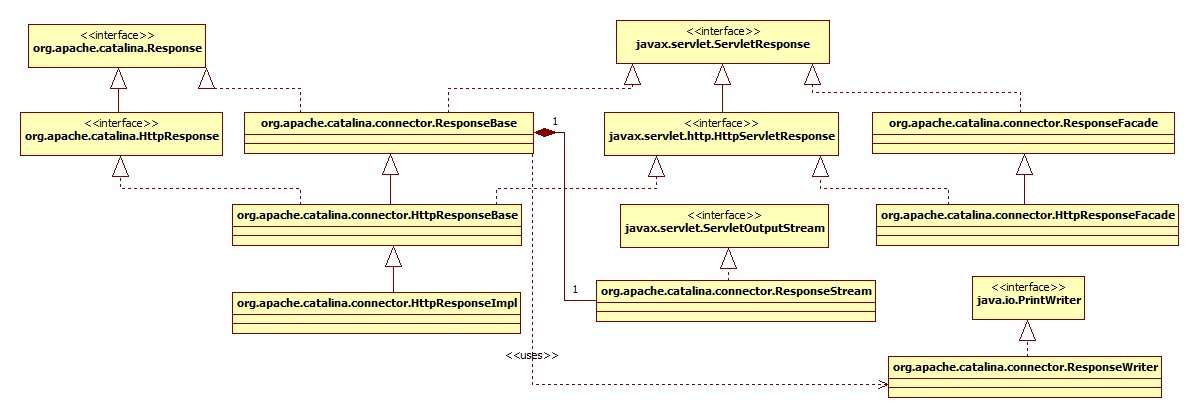 <<interface>>
org.apache.catalina.Response
<<interface>>
javax.servlet.ServletResponse
<<interface>>
org.apache.catalina.HttpResponse
org.apache.catalina.connector.ResponseBase
1
<<interface>>
javax.servlet.http.HttpServletResponse
org.apache.catalina.connector.ResponseFacade
org.apache.catalina.connector.HttpResponseBase
<<interface>>
javax.servlet.ServletOutputStream
org.apache.catalina.connector.HttpResponseFacade
org.apache.catalina.connector.HttpResponseImpl
1
org.apache.catalina.connector.ResponseStream
<<interface>>
java.io.PrintWriter
<<uses>>
org.apache.catalina.connector.ResponseWriter